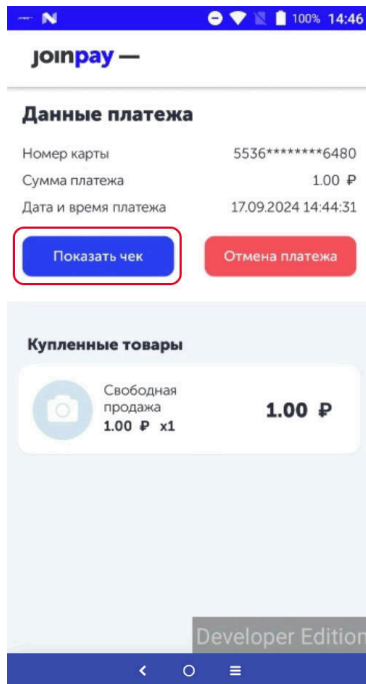 100% 14:46
joinpay —
Данные платежа
Номер карты 5536********6480
Сумма платежа 1.00 ₽
Дата и время платежа 17.09.2024 14:44:31
Показать чек Отмена платежа
Купленные товары
Свободная
продажа
1.00 ₽ x1
1.00 ₽
Developer Edition